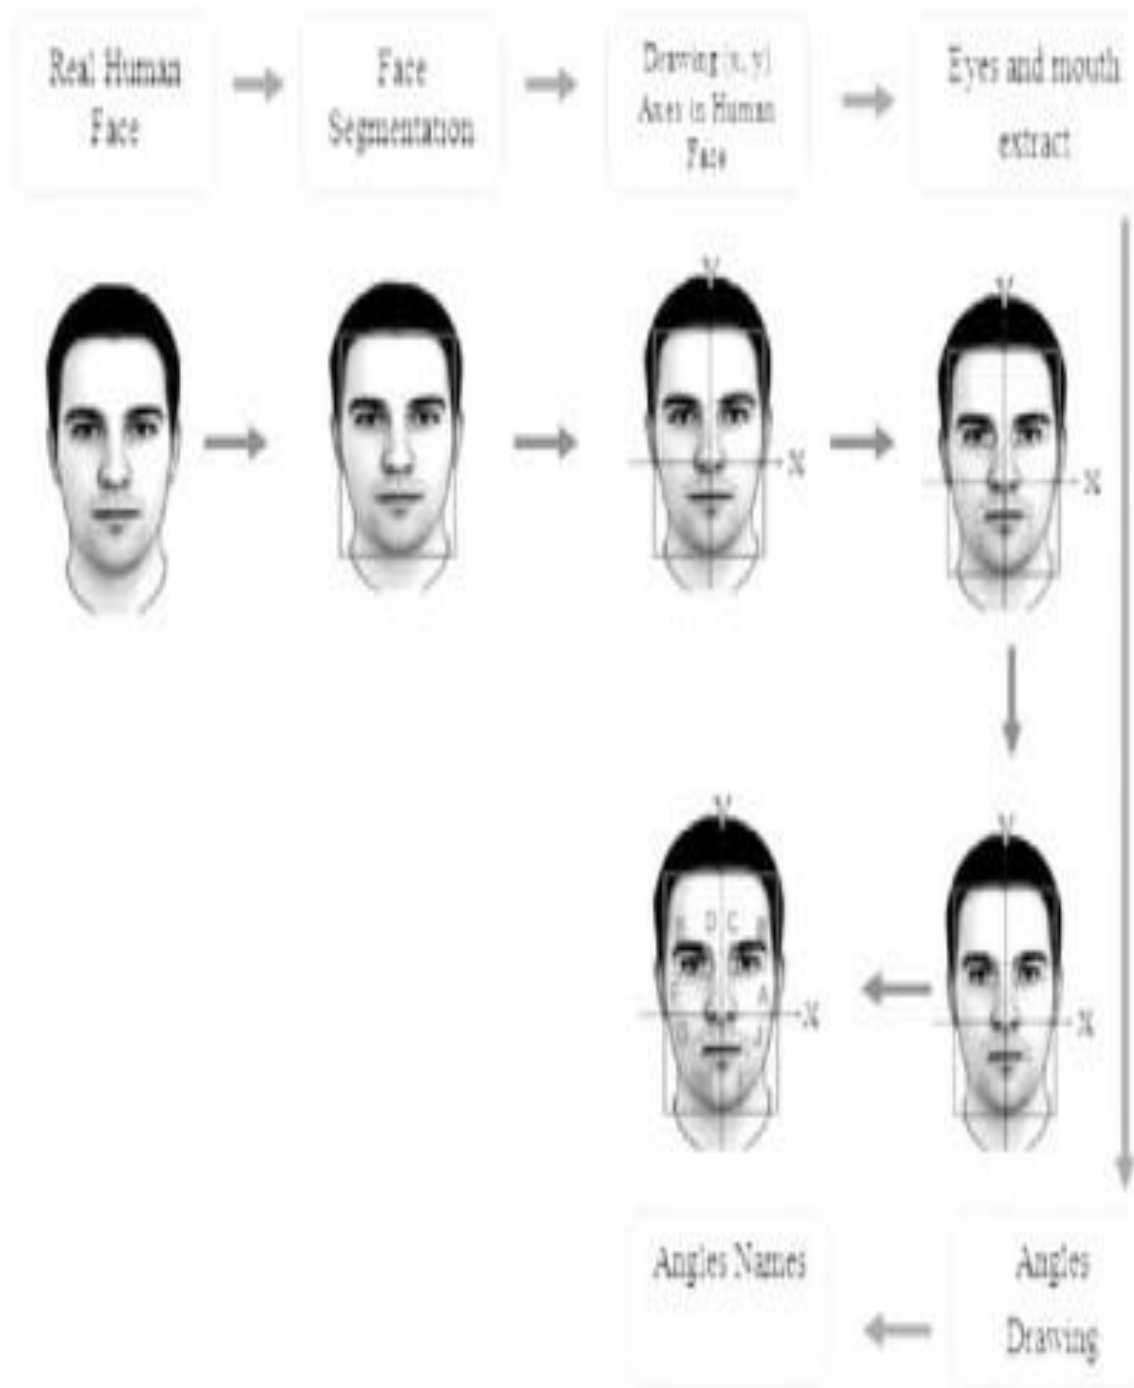 Real Human
Face
Face
Segmentation
Drawing (x, y)
Axes in Human
Face
Eyes and mouth
extract
Y
X
Y
X
Y
D C
A
X
J
Y
X
Angles Names
Angles
Drawing